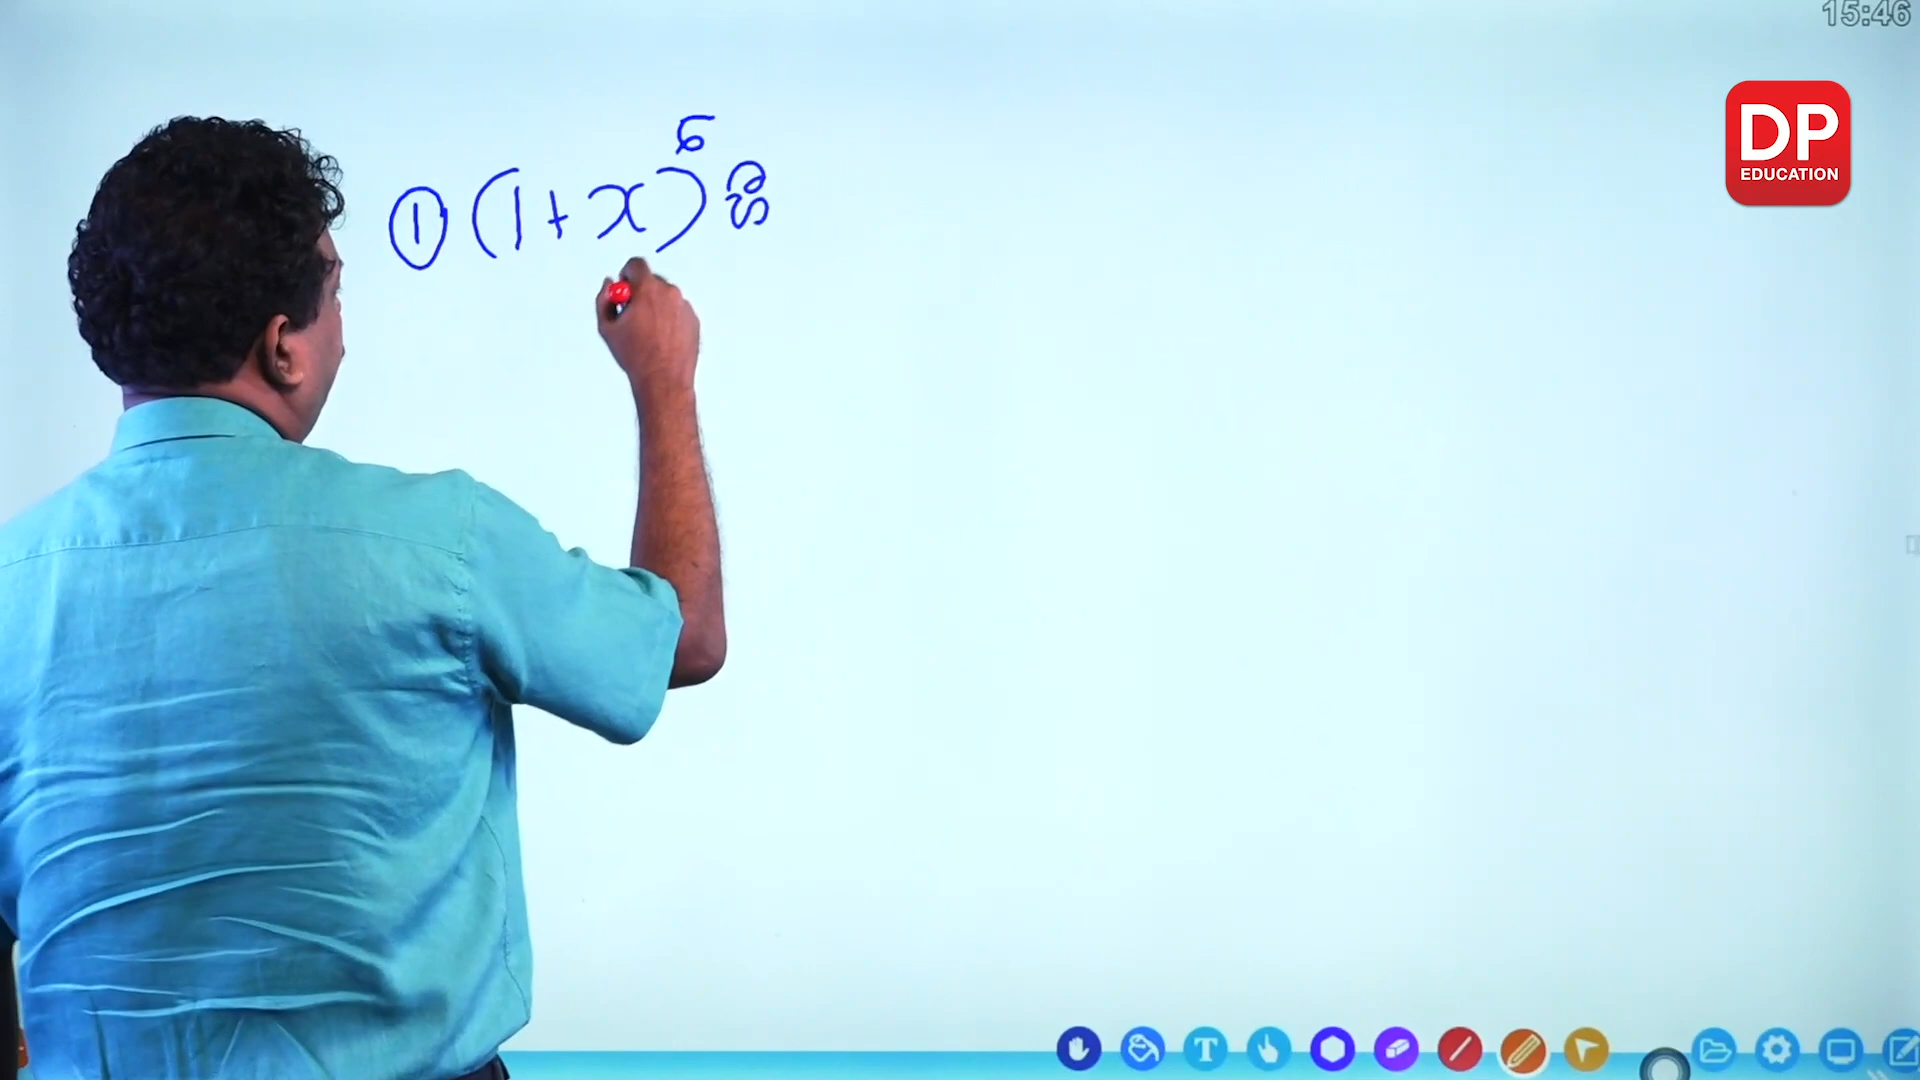 15:46
DP
EDUCATION
① (1+x)⁶ හි
T